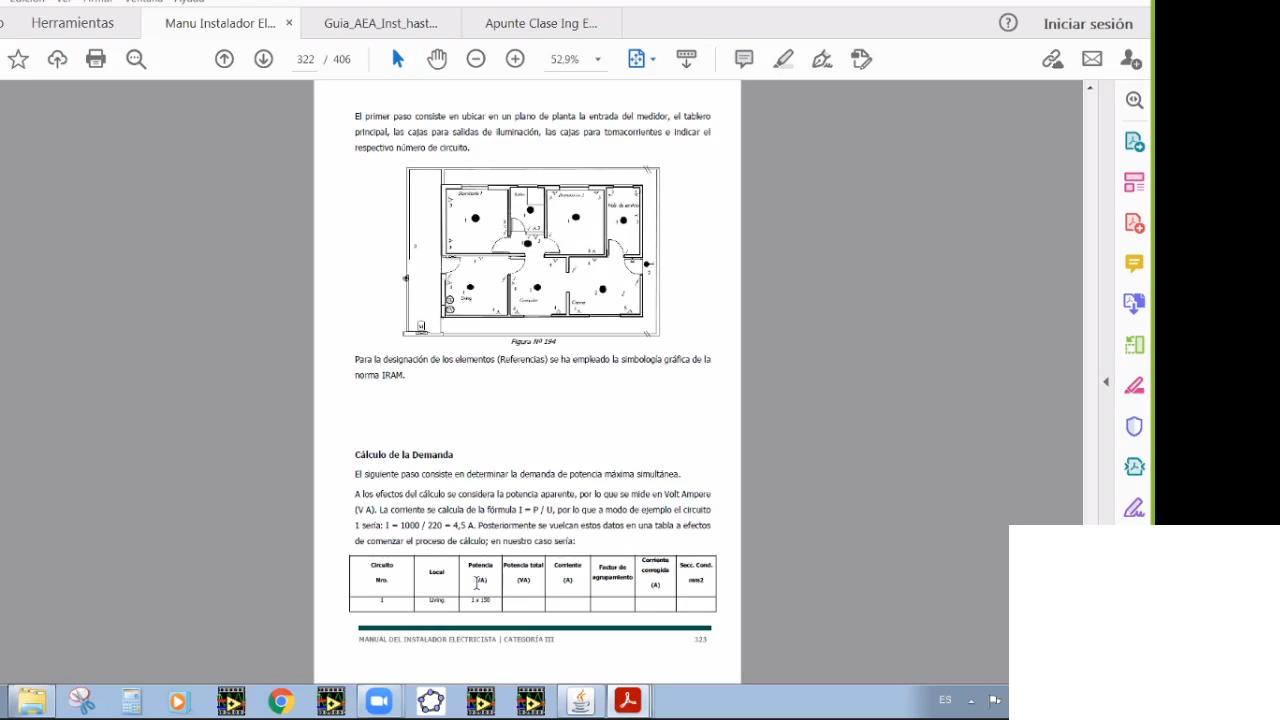 Herramientas
Manu Instalador El... ×
Guia_AEA_Inst_hast...
Apunte Clase Ing E...
Iniciar sesión
322 / 406
52,9%
El primer paso consiste en ubicar en un plano de planta la entrada del medidor, el tablero
principal, las cajas para salidas de iluminación, las cajas para tomacorrientes e indicar el
respectivo número de circuito.
Dormitorio 1
Living
Comedor
Figura Nº 194
Para la designación de los elementos (Referencias) se ha empleado la simbología gráfica de la
norma IRAM.
Cálculo de la Demanda
El siguiente paso consiste en determinar la demanda de potencia máxima simultánea.
A los efectos del cálculo se considera la potencia aparente, por lo que se mide en Volt Ampere
(V A). La corriente se calcula de la fórmula I = P / U, por lo que a modo de ejemplo el circuito
1 sería: I = 1000 / 220 = 4,5 A. Posteriormente se vuelcan estos datos en una tabla a efectos
de comenzar el proceso de cálculo; en nuestro caso sería:
Circuito Nro. Local Potencia (VA) Potencia total (VA) Corriente (A) Factor de agrupamiento Corriente corregida (A) Secc. Cond. mm2
1 Living 1 x 150
MANUAL DEL INSTALADOR ELECTRICISTA | CATEGORÍA III 323
ES